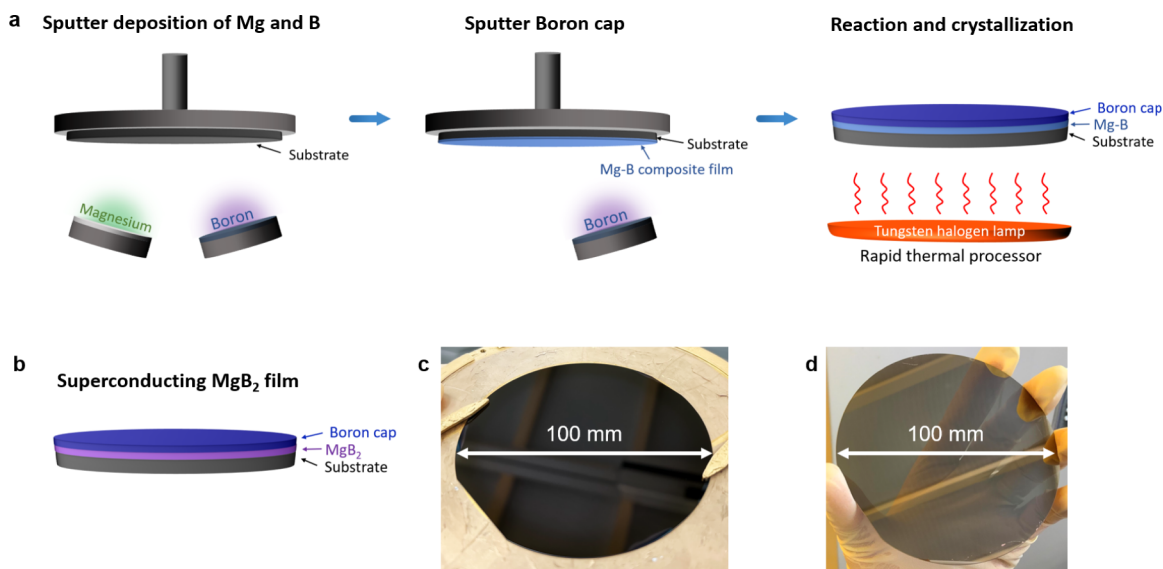 a
Sputter deposition of Mg and B
Sputter Boron cap
Reaction and crystallization
Substrate
Magnesium
Boron
Substrate
Mg-B composite film
Boron
Boron cap
Mg-B
Substrate
Tungsten halogen lamp
Rapid thermal processor
b
Superconducting MgB₂ film
Boron cap
MgB₂
Substrate
c
100 mm
d
100 mm